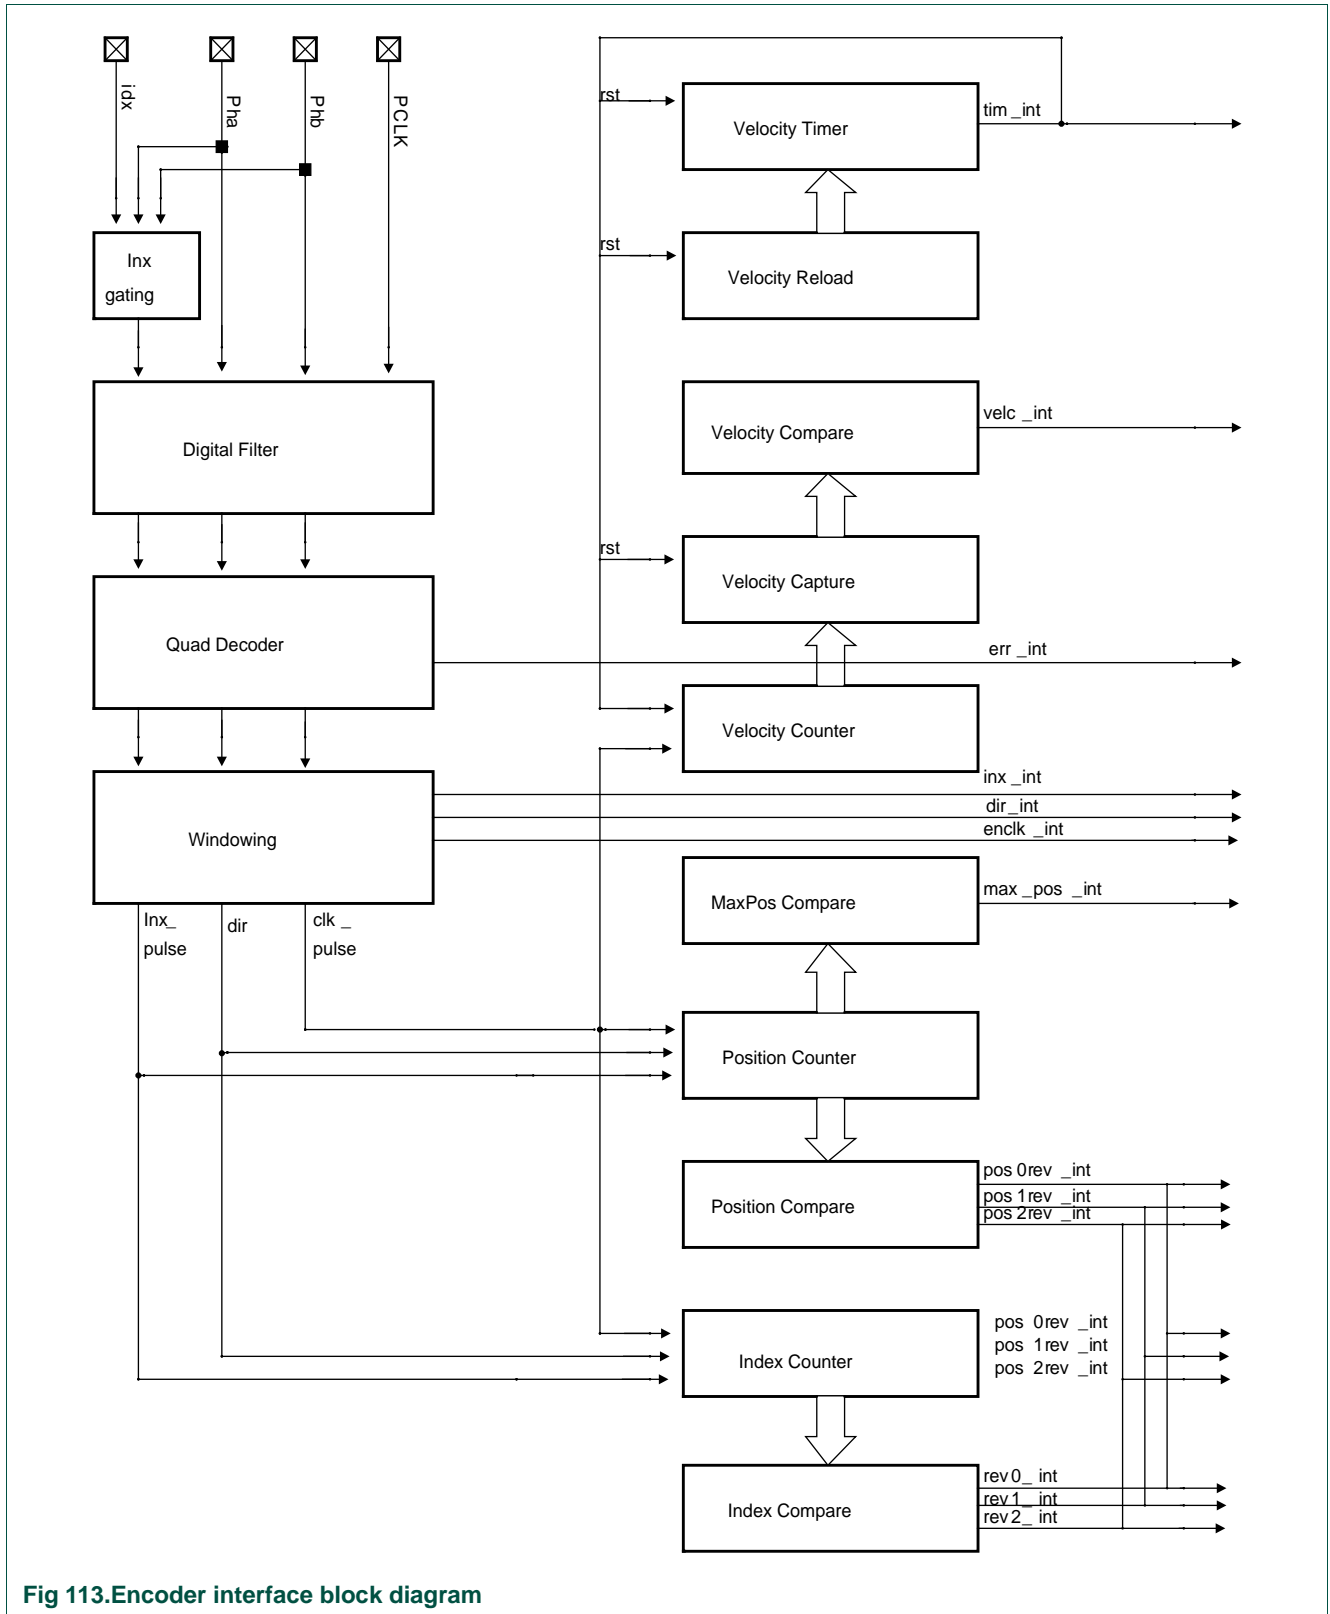 idx
Pha
Phb
PCLK
Inx
gating
Digital Filter
Quad Decoder
Windowing
Inx_
pulse
dir
clk _
pulse
rst
Velocity Timer
tim _int
rst
Velocity Reload
Velocity Compare
velc _int
rst
Velocity Capture
err _int
Velocity Counter
inx _int
dir_int
enclk _int
MaxPos Compare
max _pos _int
Position Counter
Position Compare
pos 0rev _int
pos 1rev _int
pos 2rev _int
Index Counter
pos 0rev _int
pos 1rev _int
pos 2rev _int
Index Compare
rev0_ int
rev1_ int
rev2_ int
Fig 113.Encoder interface block diagram